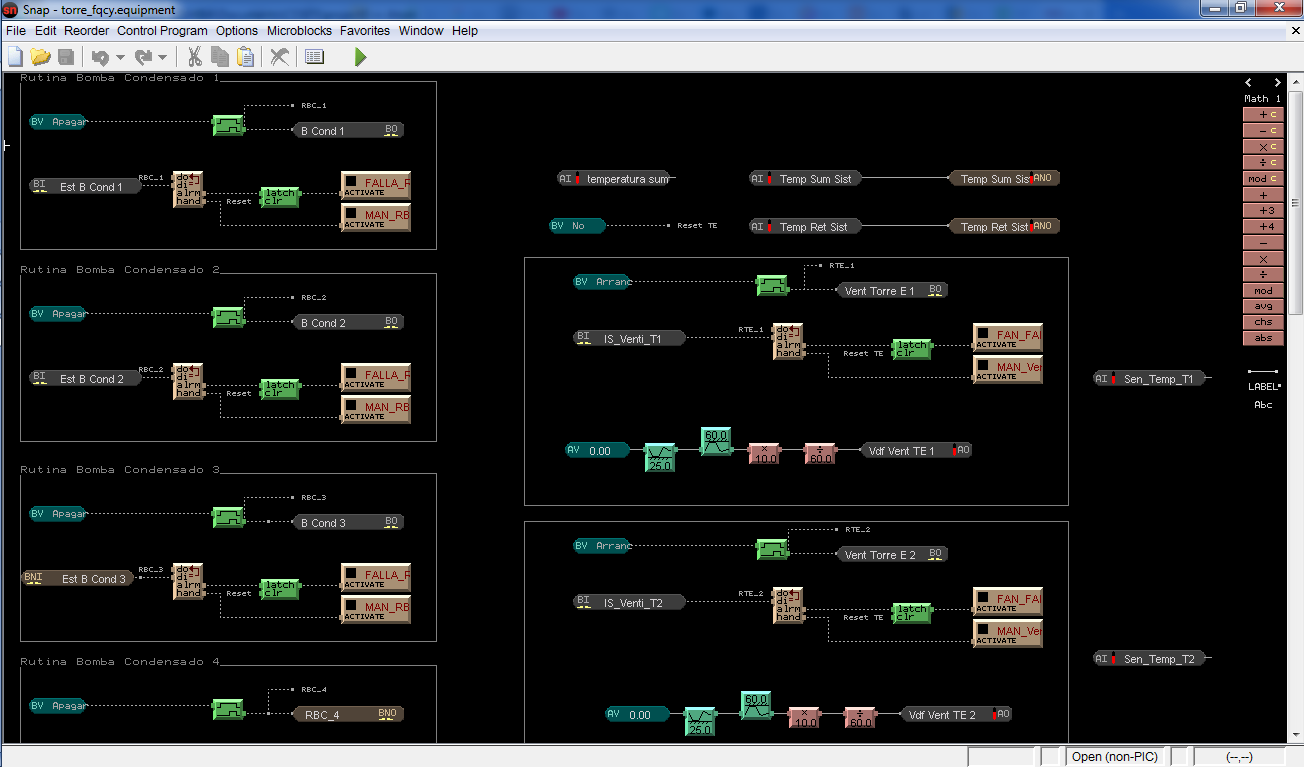 sn Snap - torre_fqcy.equipment
File Edit Reorder Control Program Options Microblocks Favorites Window Help
Rutina Bomba Condensado 1
RBC_1
BV Apagar
B Cond 1 BO
BI Est B Cond 1
RBC_1
do
di=
alrm
hand
Reset
latch
clr
FALLA_R
ACTIVATE
MAN_RB
ACTIVATE
Rutina Bomba Condensado 2
RBC_2
BV Apagar
B Cond 2 BO
BI Est B Cond 2
RBC_2
do
di=
alrm
hand
Reset
latch
clr
FALLA_R
ACTIVATE
MAN_RB
ACTIVATE
Rutina Bomba Condensado 3
RBC_3
BV Apagar
B Cond 3 BO
BNI Est B Cond 3
RBC_3
do
di=
alrm
hand
Reset
latch
clr
FALLA_R
ACTIVATE
MAN_RB
ACTIVATE
Rutina Bomba Condensado 4
RBC_4
BV Apagar
RBC_4 BNO
AI temperatura sum
AI Temp Sum Sist
Temp Sum Sist ANO
BV No
Reset TE
AI Temp Ret Sist
Temp Ret Sist ANO
RTE_1
BV Arranc
Vent Torre E 1 BO
BI IS_Venti_T1
RTE_1
do
di=
alrm
hand
Reset TE
latch
clr
FAN_FAI
ACTIVATE
MAN_Ver
ACTIVATE
AV 0.00
25.0
60.0
×
10.0
÷
60.0
Vdf Vent TE 1 AO
RTE_2
BV Arranc
Vent Torre E 2 BO
BI IS_Venti_T2
RTE_2
do
di=
alrm
hand
Reset TE
latch
clr
FAN_FAI
ACTIVATE
MAN_Ver
ACTIVATE
AV 0.00
25.0
60.0
×
10.0
÷
60.0
Vdf Vent TE 2 AO
AI Sen_Temp_T1
AI Sen_Temp_T2
< >
Math 1
+ c
− c
× c
÷ c
mod c
+
+3
+4
−
×
÷
mod
avg
chs
abs
LABEL
Abc
Open (non-PIC)
(--,--)